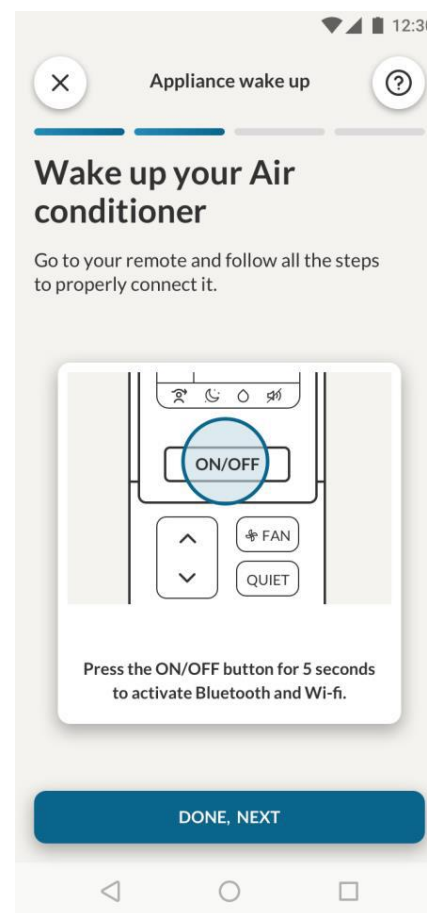 12:30
Appliance wake up
Wake up your Air
conditioner
Go to your remote and follow all the steps
to properly connect it.
ON/OFF
FAN
QUIET
Press the ON/OFF button for 5 seconds
to activate Bluetooth and Wi-fi.
DONE, NEXT